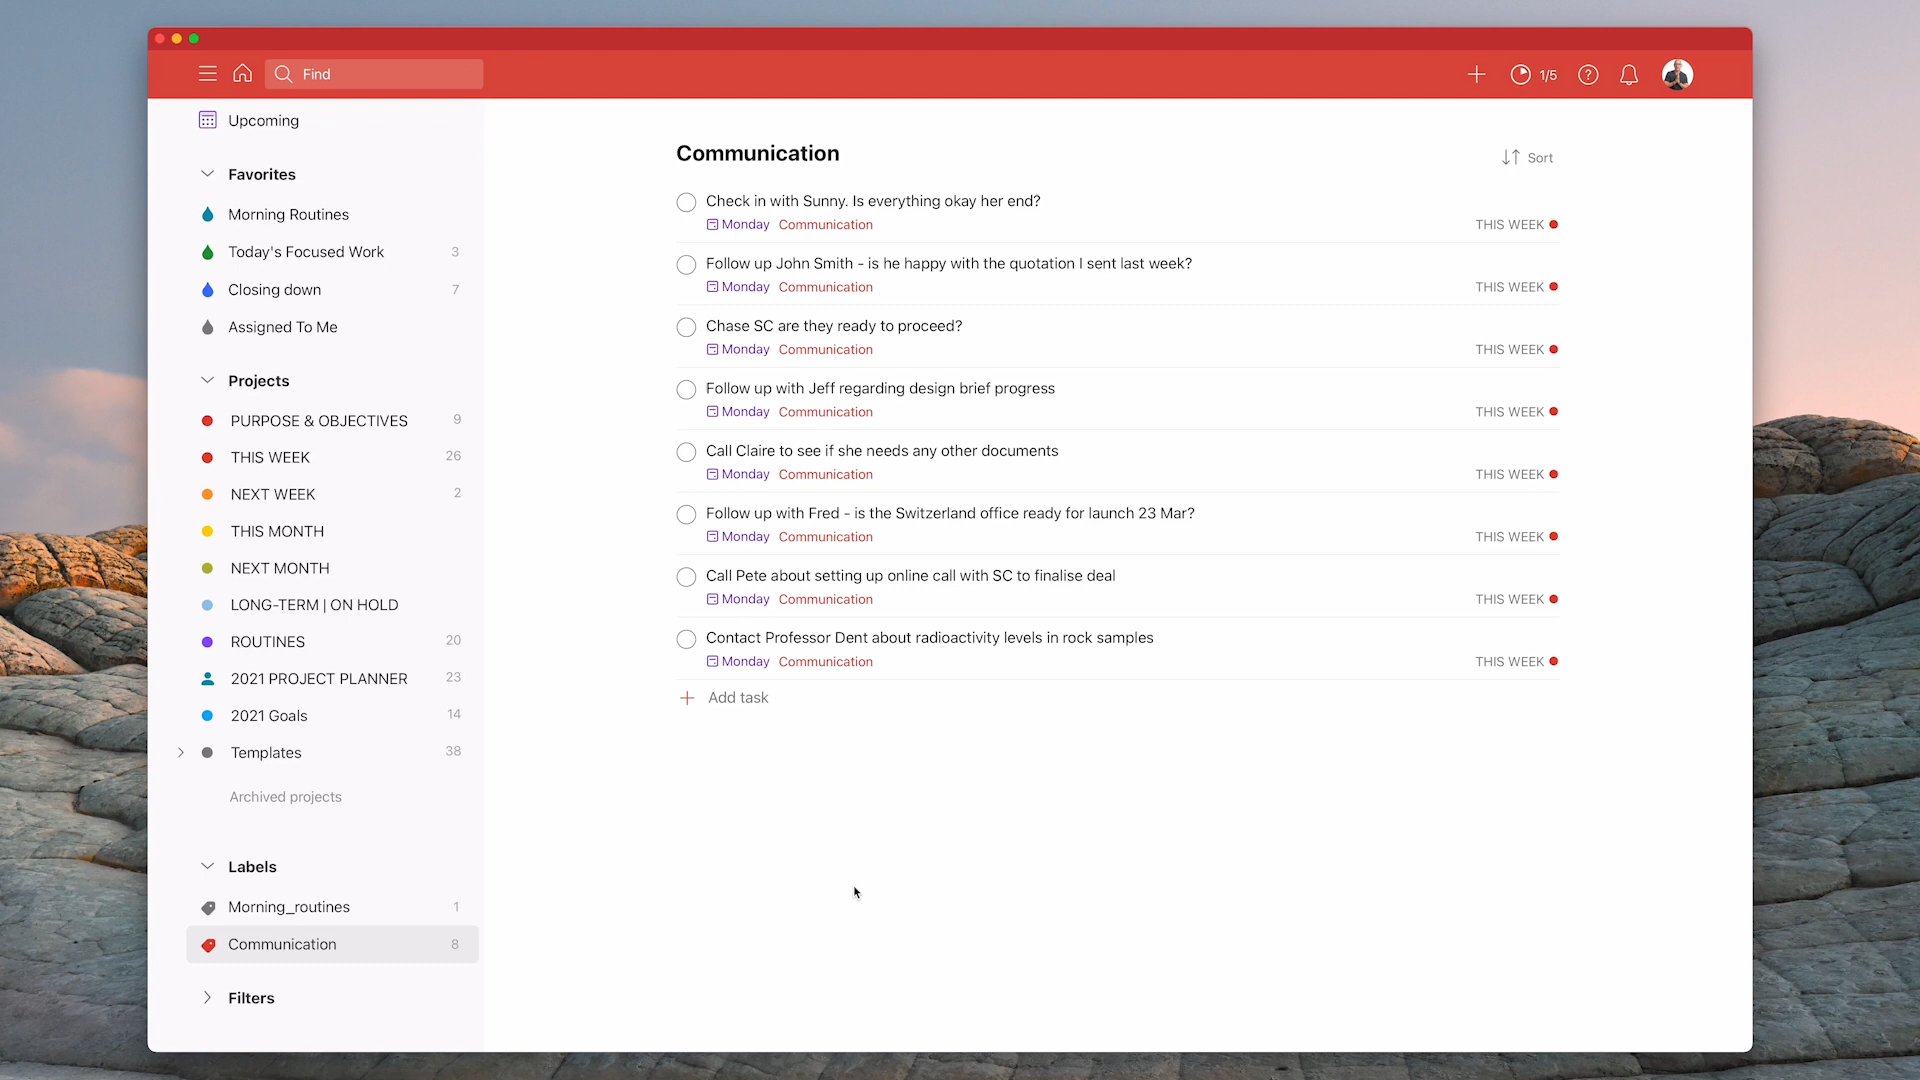 Find
1/5
Upcoming
Favorites
Morning Routines
Today's Focused Work 3
Closing down 7
Assigned To Me
Projects
PURPOSE & OBJECTIVES 9
THIS WEEK 26
NEXT WEEK 2
THIS MONTH
NEXT MONTH
LONG-TERM | ON HOLD
ROUTINES 20
2021 PROJECT PLANNER 23
2021 Goals 14
Templates 38
Archived projects
Labels
Morning_routines 1
Communication 8
Filters
Communication
Sort
Check in with Sunny. Is everything okay her end?
Monday Communication THIS WEEK
Follow up John Smith - is he happy with the quotation I sent last week?
Monday Communication THIS WEEK
Chase SC are they ready to proceed?
Monday Communication THIS WEEK
Follow up with Jeff regarding design brief progress
Monday Communication THIS WEEK
Call Claire to see if she needs any other documents
Monday Communication THIS WEEK
Follow up with Fred - is the Switzerland office ready for launch 23 Mar?
Monday Communication THIS WEEK
Call Pete about setting up online call with SC to finalise deal
Monday Communication THIS WEEK
Contact Professor Dent about radioactivity levels in rock samples
Monday Communication THIS WEEK
Add task